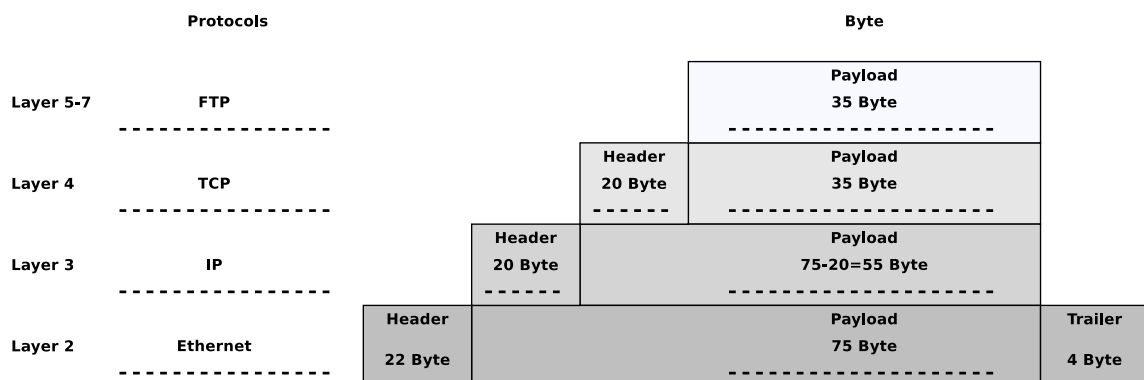 Protocols Byte
Payload
Layer 5-7 FTP 35 Byte
Header Payload
Layer 4 TCP 20 Byte 35 Byte
Header Payload
Layer 3 IP 20 Byte 75-20=55 Byte
Header Payload Trailer
Layer 2 Ethernet 22 Byte 75 Byte 4 Byte